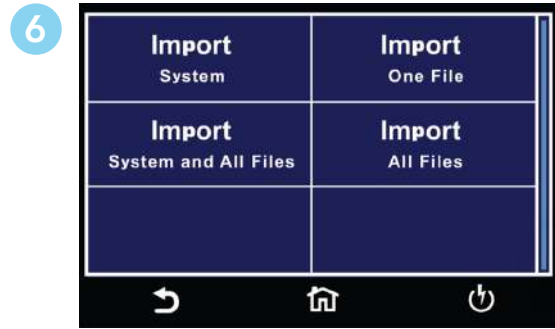 6
Import
System
Import
One File
Import
System and All Files
Import
All Files